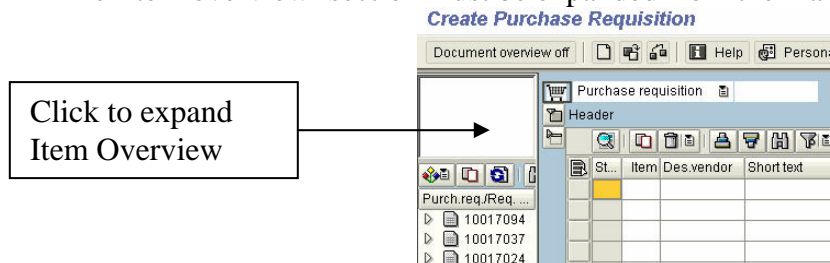 Create Purchase Requisition
Document overview off Help
Click to expand
Item Overview
Purchase requisition
Header
St... Item Des.vendor Short text
Purch.req./Req. ...
10017094
10017037
10017024